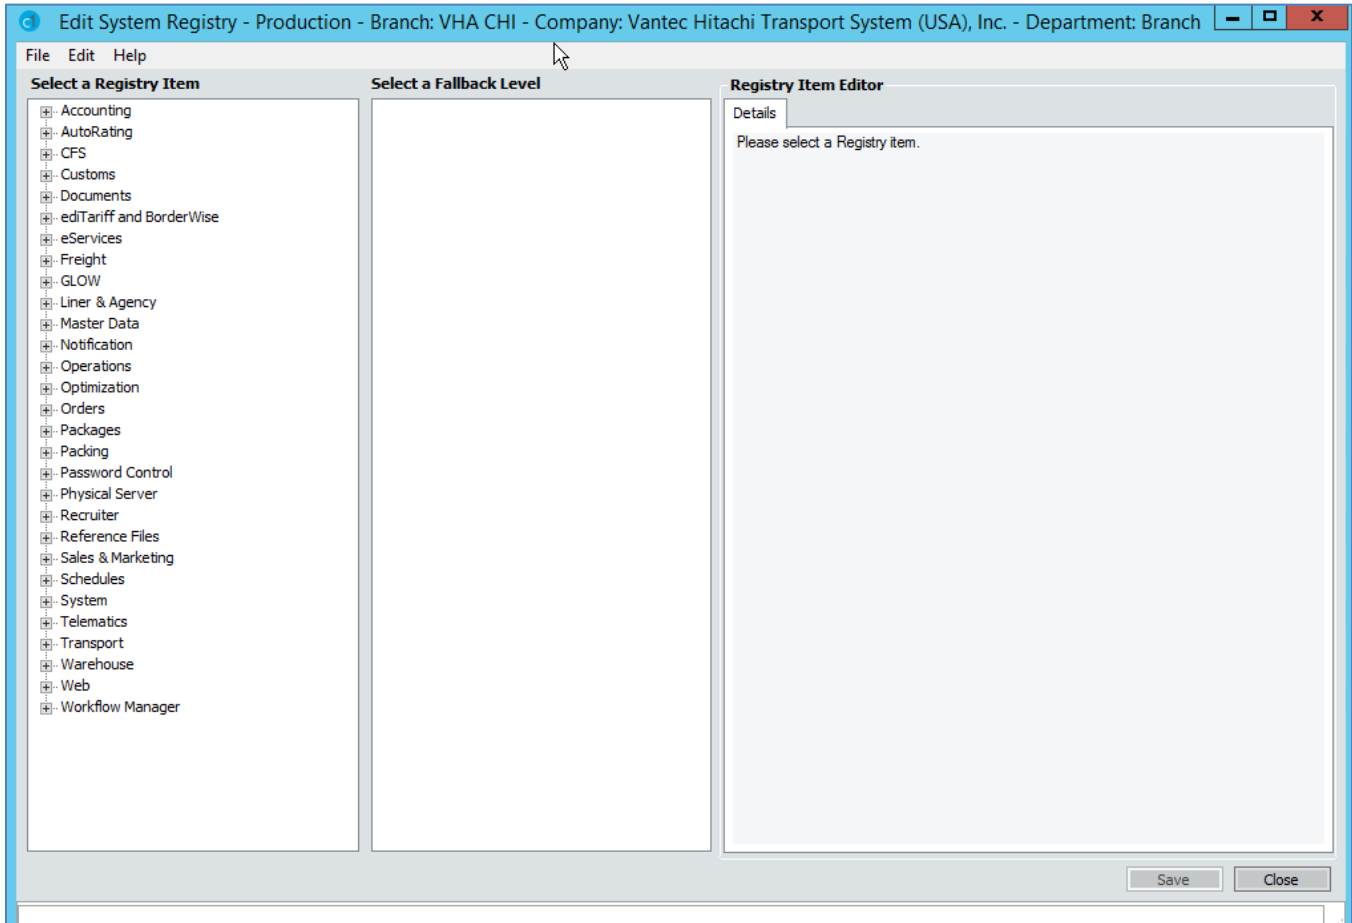 Edit System Registry - Production - Branch: VHA CHI - Company: Vantec Hitachi Transport System (USA), Inc. - Department: Branch
File Edit Help
Select a Registry Item
Accounting
AutoRating
CFS
Customs
Documents
ediTariff and BorderWise
eServices
Freight
GLOW
Liner & Agency
Master Data
Notification
Operations
Optimization
Orders
Packages
Packing
Password Control
Physical Server
Recruiter
Reference Files
Sales & Marketing
Schedules
System
Telematics
Transport
Warehouse
Web
Workflow Manager
Select a Fallback Level
Registry Item Editor
Details
Please select a Registry item.
Save Close